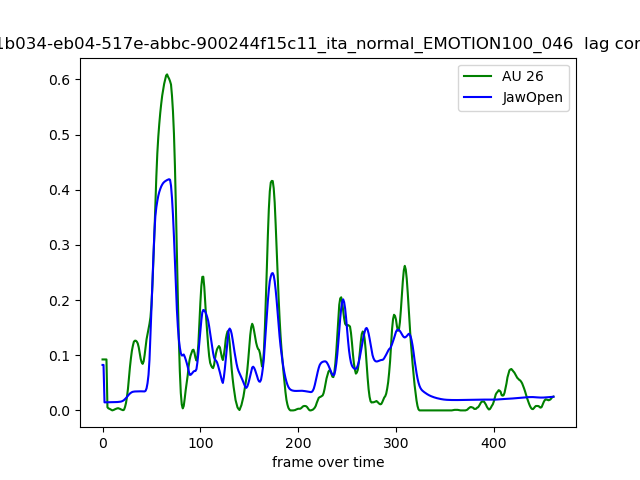 1b034-eb04-517e-abbc-900244f15c11_ita_normal_EMOTION100_046 lag cor
AU 26
JawOpen
0.6
0.5
0.4
0.3
0.2
0.1
0.0
0 100 200 300 400
frame over time